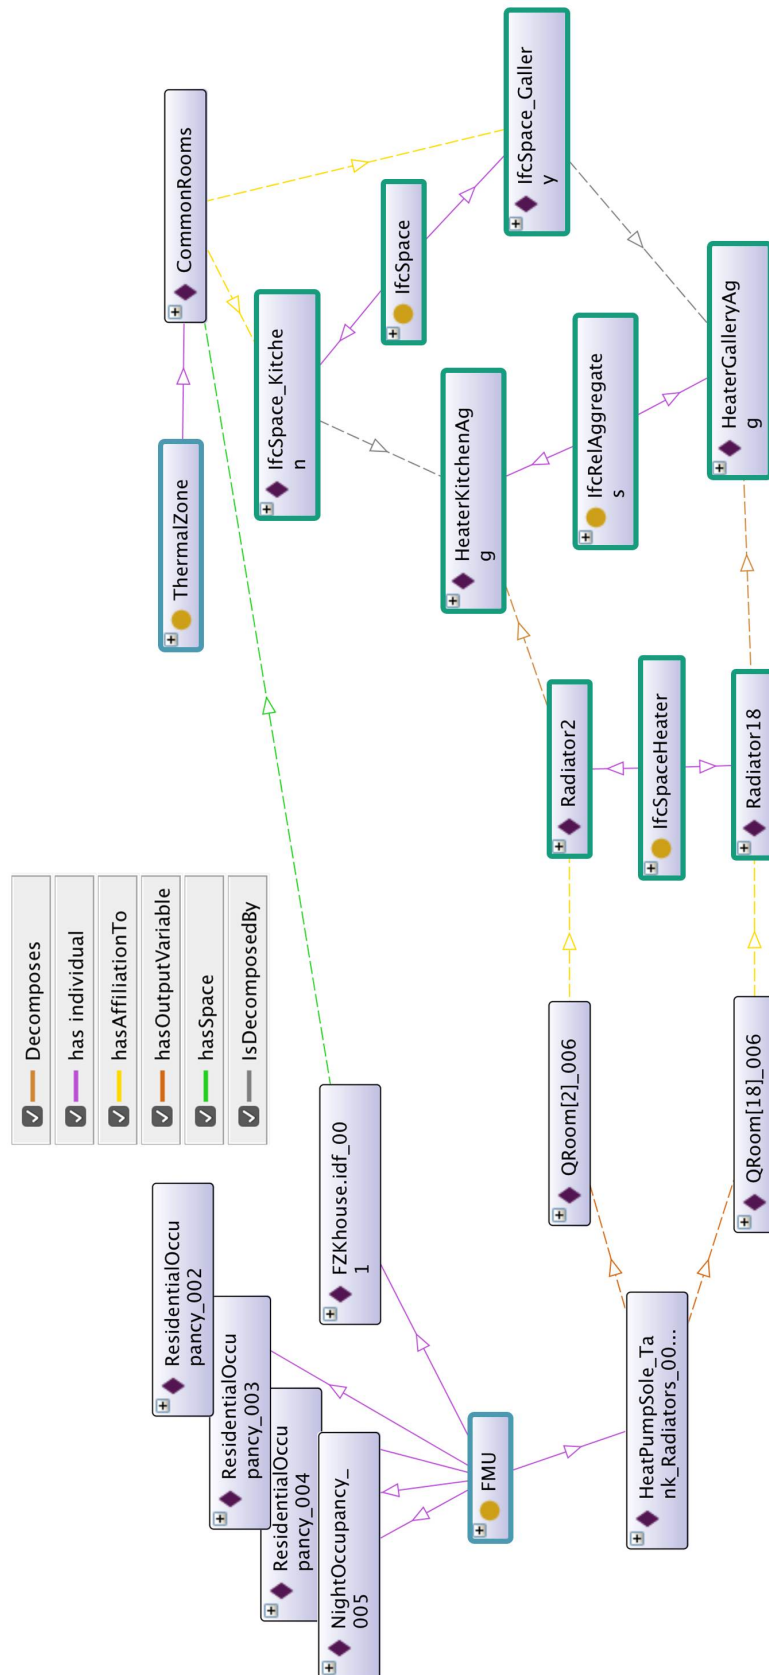 Decomposes
has individual
hasAffiliationTo
hasOutputVariable
hasSpace
IsDecomposedBy
ResidentialOccu
pancy_002
ResidentialOccu
pancy_003
ResidentialOccu
pancy_004
NightOccupancy_
005
FZKhouse.idf_00
1
FMU
HeatPumpSole_Ta
nk_Radiators_00...
QRoom[2]_006
QRoom[18]_006
Radiator2
IfcSpaceHeater
Radiator18
ThermalZone
CommonRooms
IfcSpace_Kitche
n
IfcSpace
IfcSpace_Galler
y
HeaterKitchenAg
g
IfcRelAggregate
s
HeaterGalleryAg
g